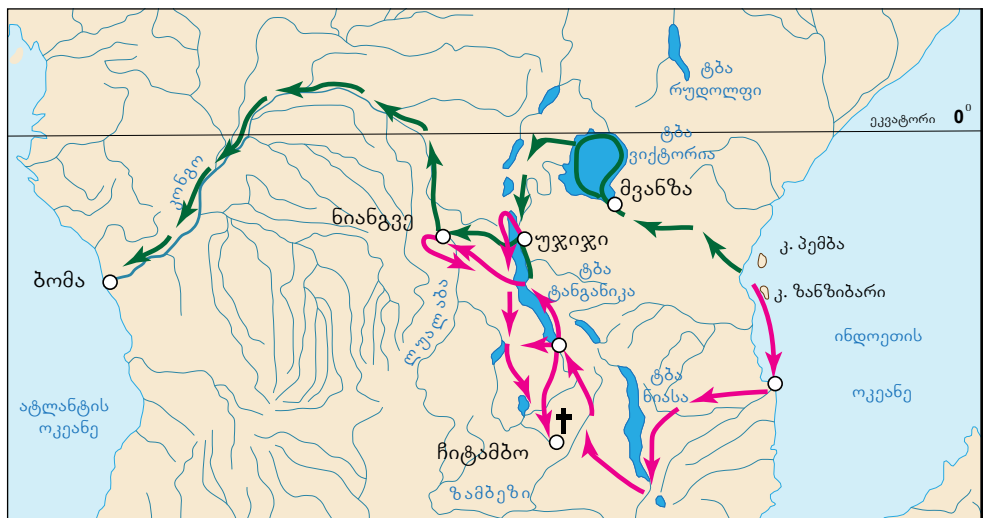 ტბა
რუდოლფი
ეკვატორი 0⁰
ტბა
ვიქტორია
კონგო
მვანზა
ნიანგვე
უჯიჯი
კ. პემბა
ბომა
ტბა
ტანგანიკა
კ. ზანზიბარი
ლუალაბა
ინდოეთის
ოკეანე
ტბა
ნიასა
ატლანტის
ოკეანე
ჩიტამბო
ზამბეზი